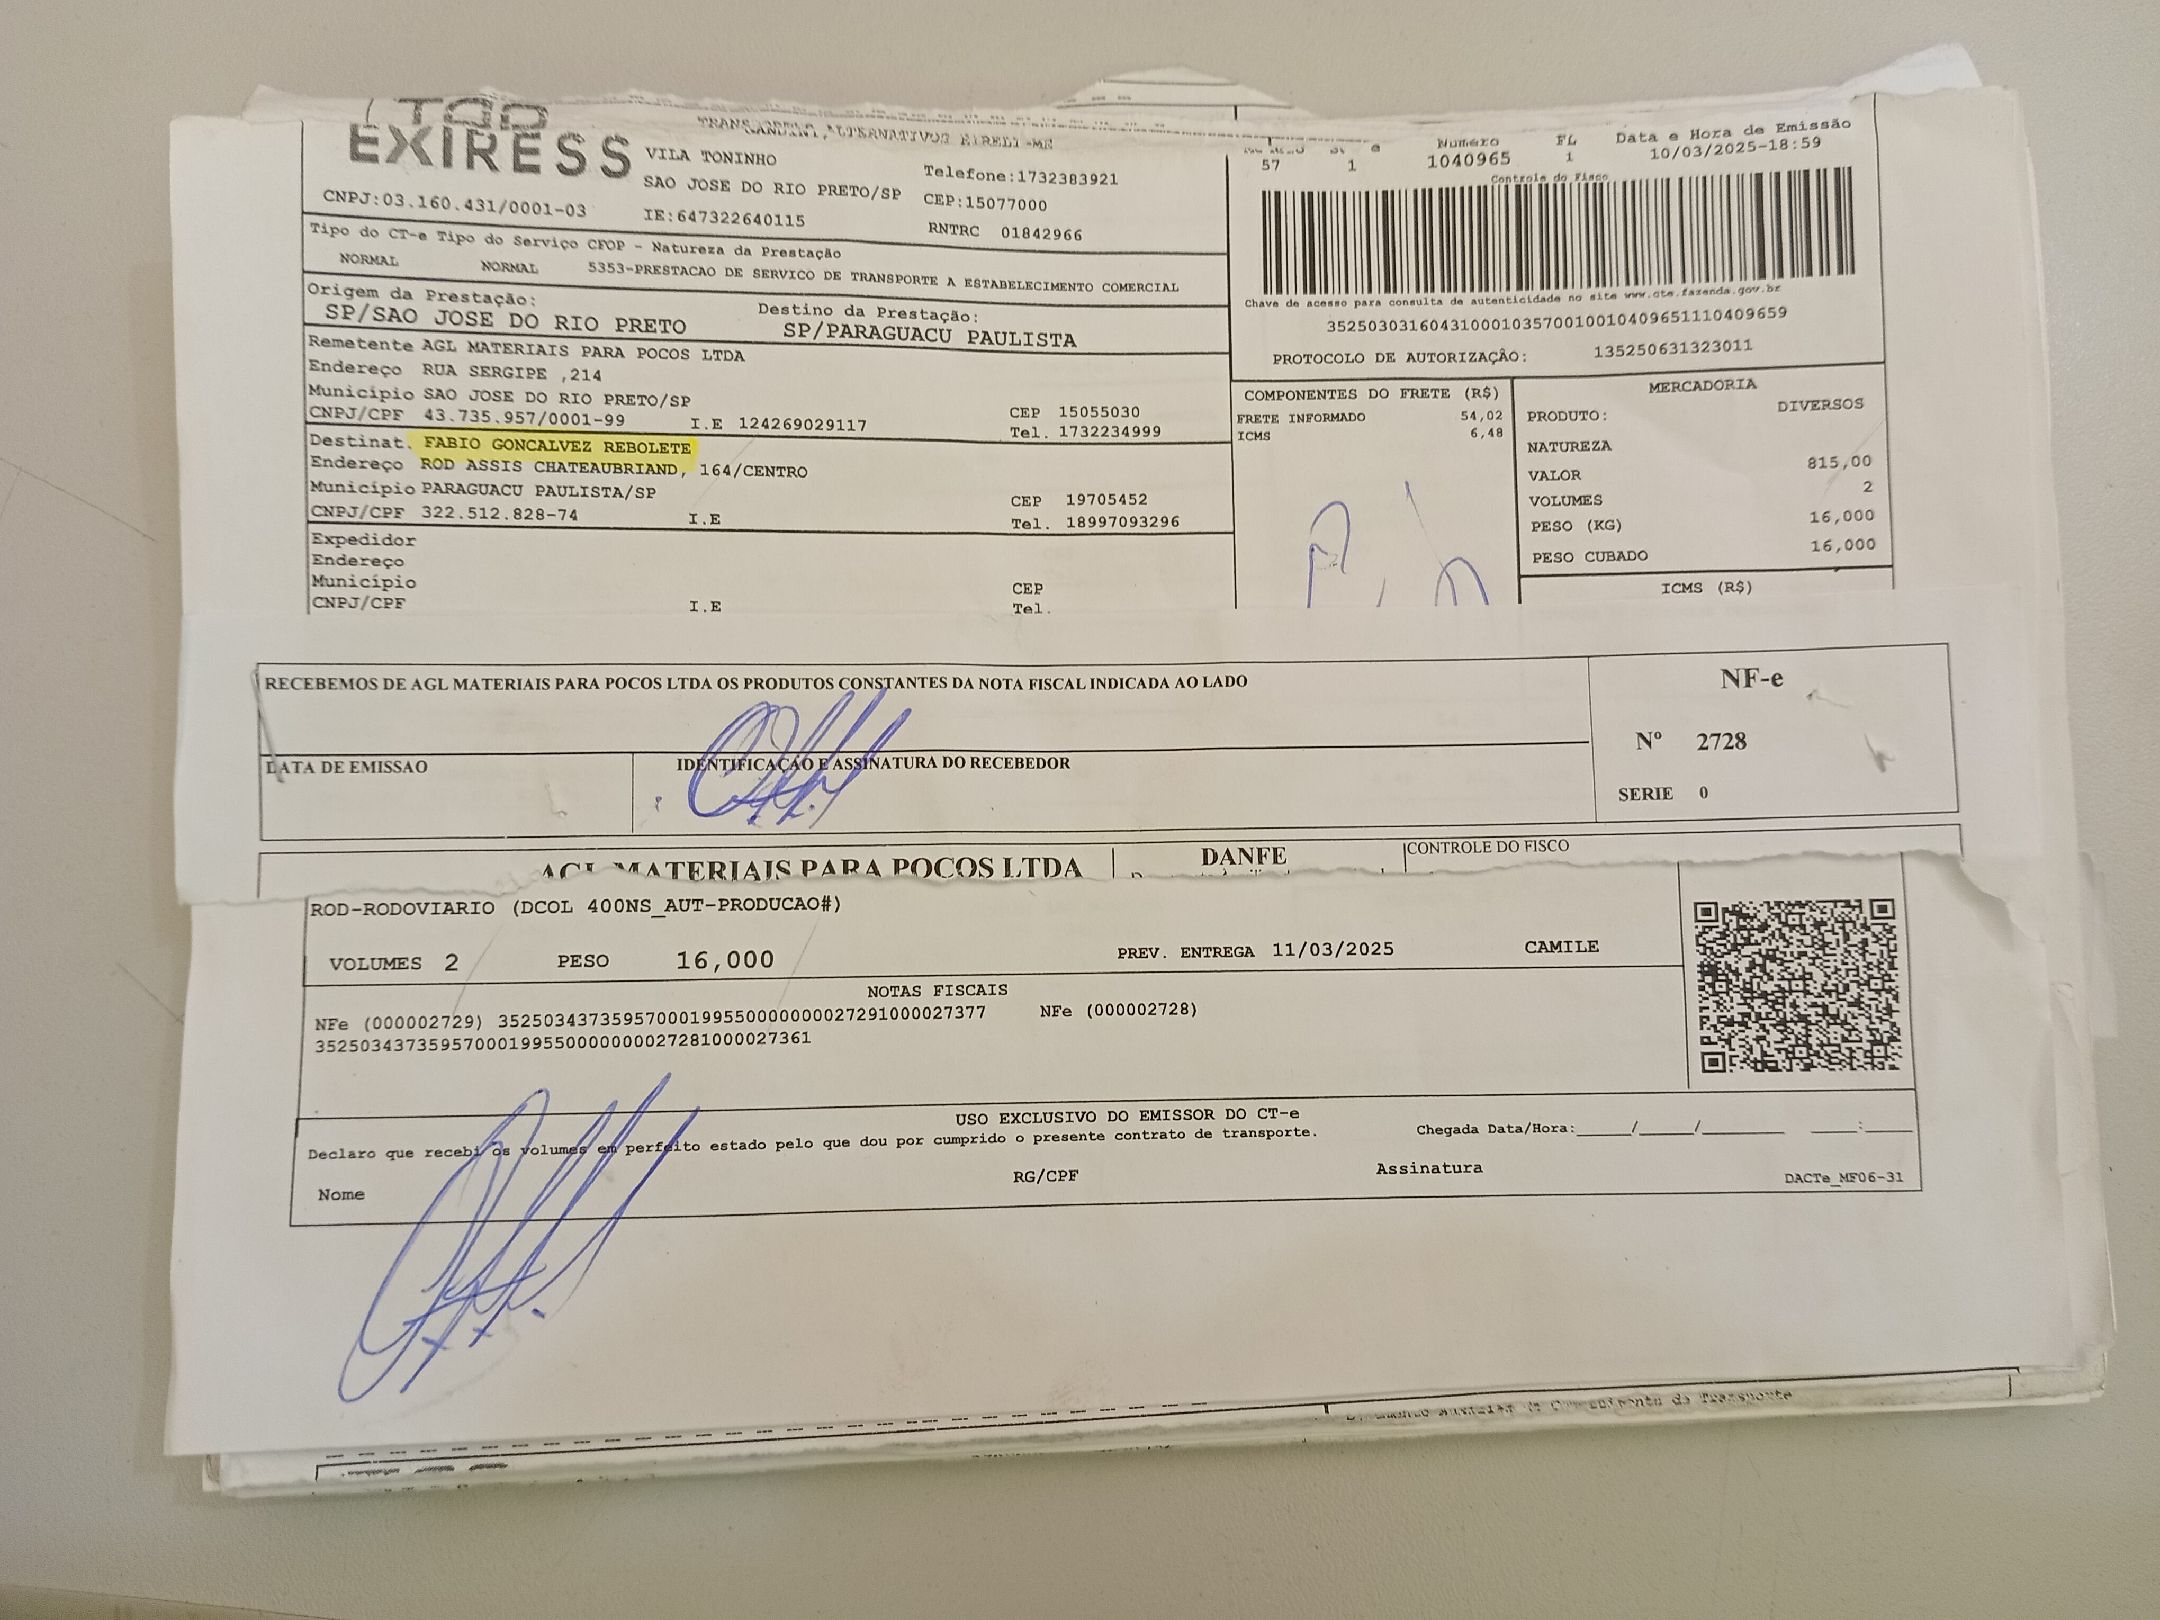 EXPRESS
VILA TONINHO
SAO JOSE DO RIO PRETO/SP
Telefone:1732383921
CEP:15077000
CNPJ:03.160.431/0001-03
IE:647322640115
RNTRC 01842966
57 1
Número
1040965
FL
1
Data e Hora de Emissão
10/03/2025-18:59
Controle do Fisco
Tipo do CT-e Tipo do Serviço CFOP - Natureza da Prestação
NORMAL NORMAL 5353-PRESTACAO DE SERVICO DE TRANSPORTE A ESTABELECIMENTO COMERCIAL
Chave de acesso para consulta de autenticidade no site www.cte.fazenda.gov.br
35250303160431000103570010010409651110409659
PROTOCOLO DE AUTORIZAÇÃO: 135250631323011
Origem da Prestação:
SP/SAO JOSE DO RIO PRETO
Destino da Prestação:
SP/PARAGUACU PAULISTA
Remetente AGL MATERIAIS PARA POCOS LTDA
Endereço RUA SERGIPE ,214
Município SAO JOSE DO RIO PRETO/SP
CEP 15055030
CNPJ/CPF 43.735.957/0001-99 I.E 124269029117 Tel. 1732234999
Destinat. FABIO GONCALVEZ REBOLETE
Endereço ROD ASSIS CHATEAUBRIAND, 164/CENTRO
Município PARAGUACU PAULISTA/SP
CEP 19705452
CNPJ/CPF 322.512.828-74 I.E Tel. 18997093296
Expedidor
Endereço
Município CEP
CNPJ/CPF I.E Tel.
COMPONENTES DO FRETE (R$)
FRETE INFORMADO 54,02
ICMS 6,48
MERCADORIA
PRODUTO: DIVERSOS
NATUREZA
VALOR 815,00
VOLUMES 2
PESO (KG) 16,000
PESO CUBADO 16,000
ICMS (R$)
RECEBEMOS DE AGL MATERIAIS PARA POCOS LTDA OS PRODUTOS CONSTANTES DA NOTA FISCAL INDICADA AO LADO
NF-e
Nº 2728
SERIE 0
DATA DE EMISSAO
IDENTIFICAÇAO E ASSINATURA DO RECEBEDOR
AGL MATERIAIS PARA POCOS LTDA
DANFE
CONTROLE DO FISCO
ROD-RODOVIARIO (DCOL 400NS_AUT-PRODUCAO#)
VOLUMES 2 PESO 16,000 PREV. ENTREGA 11/03/2025 CAMILE
NOTAS FISCAIS
NFe (000002729) 35250343735957000199550000000027291000027377 NFe (000002728)
35250343735957000199550000000027281000027361
USO EXCLUSIVO DO EMISSOR DO CT-e
Declaro que recebi os volumes em perfeito estado pelo que dou por cumprido o presente contrato de transporte.
Chegada Data/Hora:____/____/______ ____:____
Nome RG/CPF Assinatura
DACTe_MF06-31